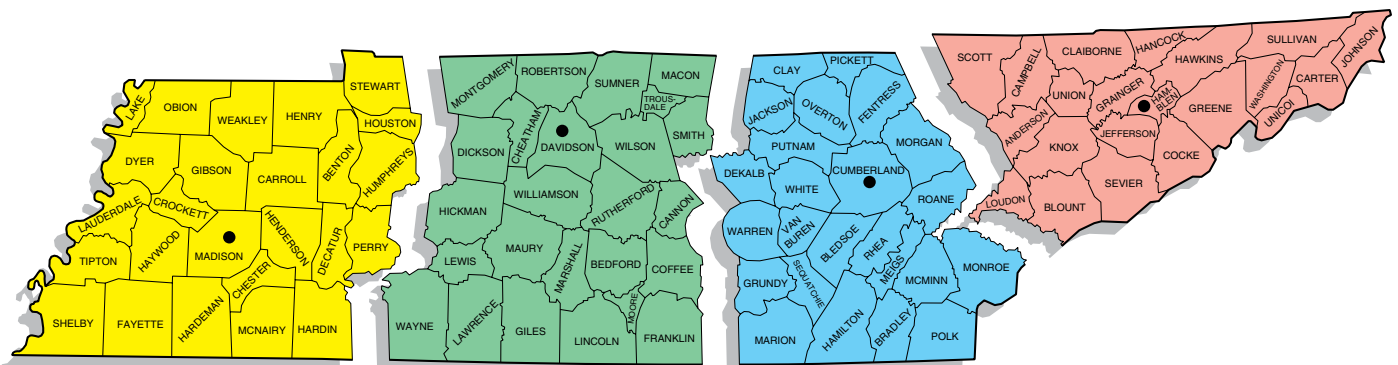 LAKE
OBION
WEAKLEY
HENRY
STEWART
HOUSTON
DYER
GIBSON
CARROLL
BENTON
HUMPHREYS
LAUDERDALE
CROCKETT
HAYWOOD
MADISON
HENDERSON
DECATUR
PERRY
TIPTON
CHESTER
SHELBY
FAYETTE
HARDEMAN
MCNAIRY
HARDIN
MONTGOMERY
ROBERTSON
SUMNER
MACON
TROUS-
DALE
SMITH
DICKSON
CHEATHAM
DAVIDSON
WILSON
HICKMAN
WILLIAMSON
RUTHERFORD
CANNON
LEWIS
MAURY
MARSHALL
BEDFORD
COFFEE
WAYNE
LAWRENCE
GILES
LINCOLN
MOORE
FRANKLIN
CLAY
PICKETT
JACKSON
OVERTON
FENTRESS
PUTNAM
MORGAN
DEKALB
WHITE
CUMBERLAND
ROANE
WARREN
VAN
BUREN
BLEDSOE
RHEA
MEIGS
MCMINN
MONROE
GRUNDY
SEQUATCHIE
MARION
HAMILTON
BRADLEY
POLK
SCOTT
CAMPBELL
CLAIBORNE
HANCOCK
HAWKINS
SULLIVAN
JOHNSON
UNION
GRAINGER
HAM-
BLEN
GREENE
WASHINGTON
CARTER
UNICOI
ANDERSON
KNOX
JEFFERSON
COCKE
SEVIER
LOUDON
BLOUNT